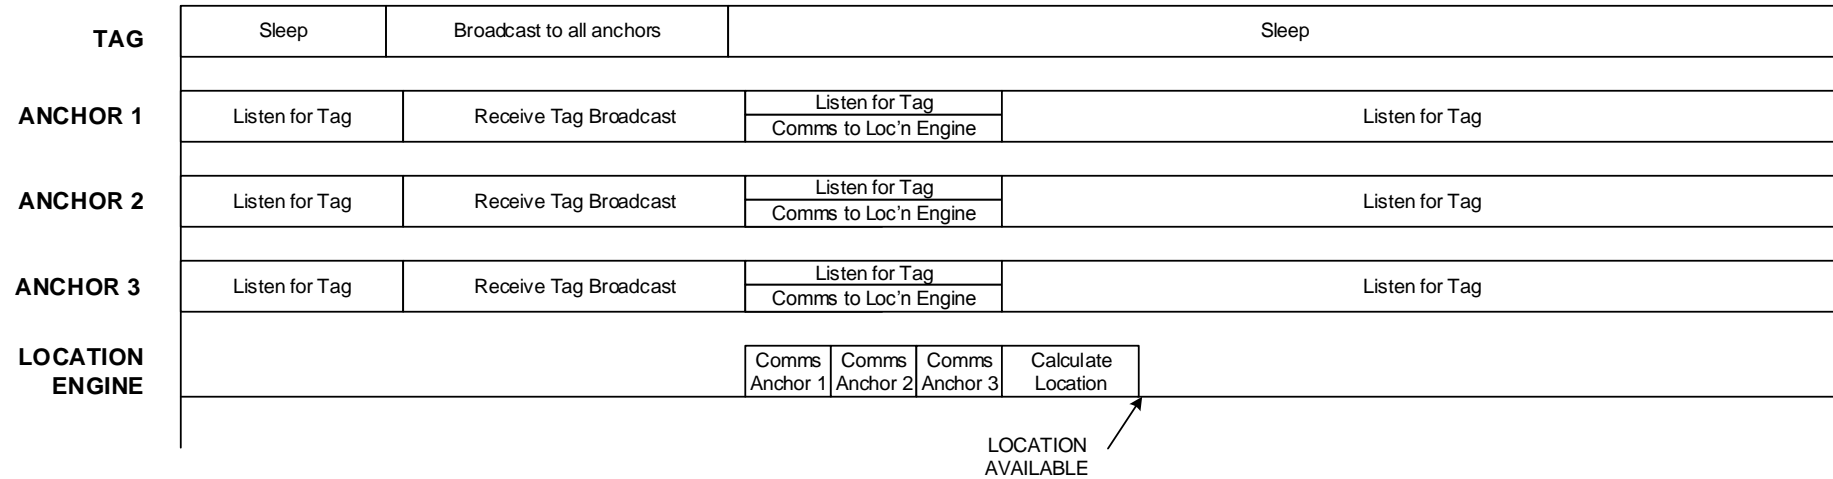 TAG
Sleep
Broadcast to all anchors
Sleep
ANCHOR 1
Listen for Tag
Receive Tag Broadcast
Listen for Tag
Comms to Loc'n Engine
Listen for Tag
ANCHOR 2
Listen for Tag
Receive Tag Broadcast
Listen for Tag
Comms to Loc'n Engine
Listen for Tag
ANCHOR 3
Listen for Tag
Receive Tag Broadcast
Listen for Tag
Comms to Loc'n Engine
Listen for Tag
LOCATION
ENGINE
Comms
Anchor 1
Comms
Anchor 2
Comms
Anchor 3
Calculate
Location
LOCATION
AVAILABLE